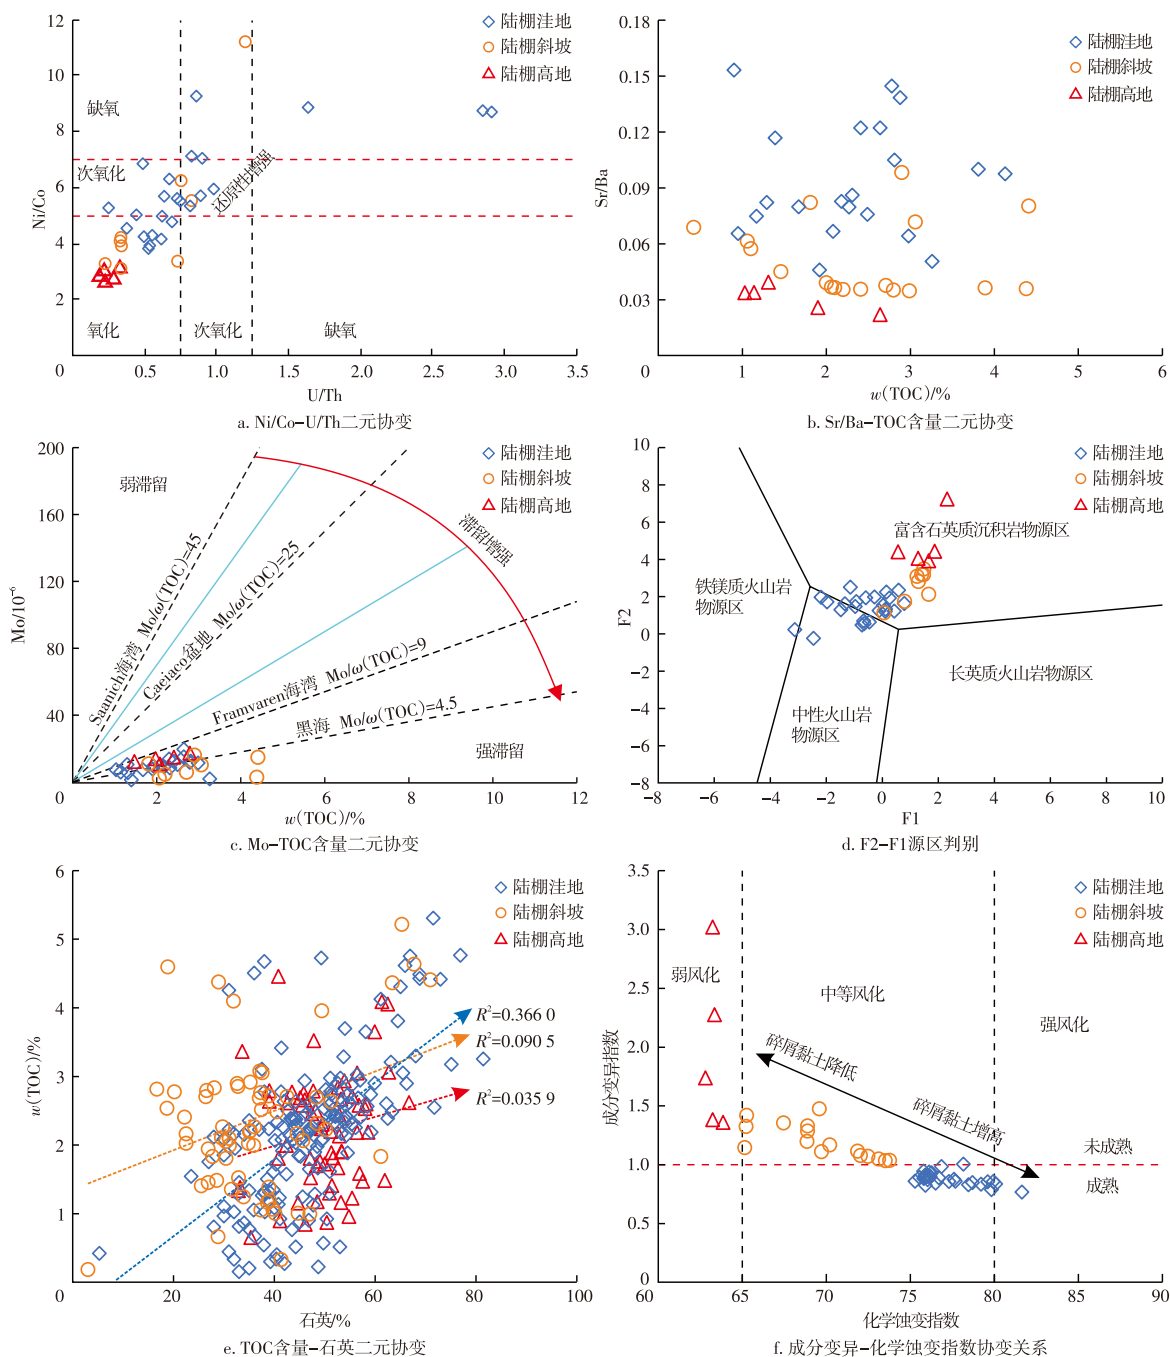 12
10
8
6
4
2
0
0.5
1.0
1.5
2.0
2.5
3.0
3.5
Ni/Co
U/Th
陆棚洼地
陆棚斜坡
陆棚高地
缺氧
次氧化
还原性增强
氧化
次氧化
缺氧
a. Ni/Co-U/Th二元协变
0.15
0.12
0.09
0.06
0.03
0
1
2
3
4
5
6
Sr/Ba
w(TOC)/%
陆棚洼地
陆棚斜坡
陆棚高地
b. Sr/Ba-TOC含量二元协变
200
160
120
80
40
0
2
4
6
8
10
12
Mo/10⁻⁶
w(TOC)/%
陆棚洼地
陆棚斜坡
陆棚高地
弱滞留
滞留增强
Saanich海湾 Mo/ω(TOC)=45
Caeiaco盆地 Mo/ω(TOC)=25
Framvaren海湾 Mo/ω(TOC)=9
黑海 Mo/ω(TOC)=4.5
强滞留
c. Mo-TOC含量二元协变
10
8
6
4
2
0
-2
-4
-6
-8
-8
-6
-4
-2
0
2
4
6
8
10
F2
F1
陆棚洼地
陆棚斜坡
陆棚高地
富含石英质沉积岩物源区
铁镁质火山岩
物源区
长英质火山岩物源区
中性火山岩
物源区
d. F2-F1源区判别
6
5
4
3
2
1
0
20
40
60
80
100
w(TOC)/%
石英/%
陆棚洼地
陆棚斜坡
陆棚高地
R²=0.366 0
R²=0.090 5
R²=0.035 9
e. TOC含量-石英二元协变
3.5
3.0
2.5
2.0
1.5
1.0
0.5
0
60
65
70
75
80
85
90
成分变异指数
化学蚀变指数
陆棚洼地
陆棚斜坡
陆棚高地
弱风化
中等风化
强风化
碎屑黏土降低
碎屑黏土增高
未成熟
成熟
f. 成分变异-化学蚀变指数协变关系